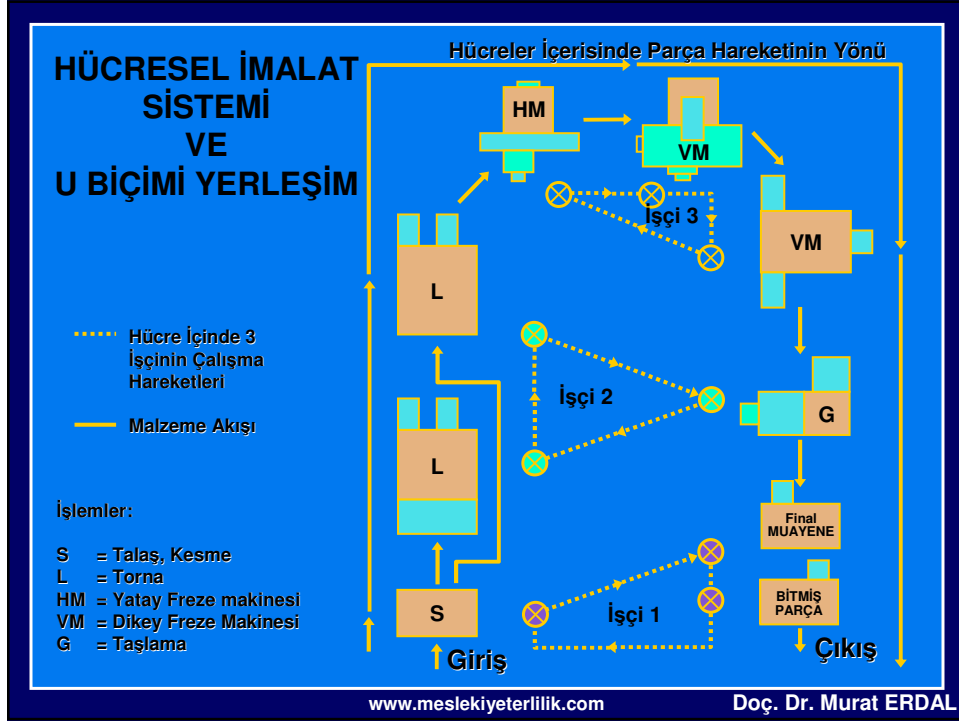 HÜCRESEL İMALAT
SİSTEMİ
VE
U BİÇİMİ YERLEŞİM
Hücreler İçerisinde Parça Hareketinin Yönü
HM
VM
İşçi 3
VM
L
Hücre İçinde 3
İşçinin Çalışma
Hareketleri
Malzeme Akışı
İşçi 2
G
L
İşlemler:
S = Talaş, Kesme
L = Torna
HM = Yatay Freze makinesi
VM = Dikey Freze Makinesi
G = Taşlama
Final
MUAYENE
S
İşçi 1
BİTMİŞ
PARÇA
Giriş
Çıkış
www.meslekiyeterlilik.com
Doç. Dr. Murat ERDAL